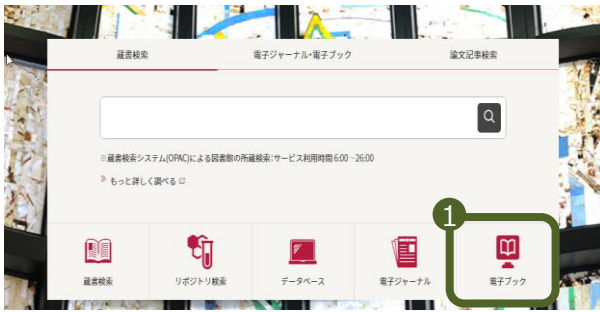 蔵書検索 電子ジャーナル・電子ブック 論文記事検索
※蔵書検索システム(OPAC)による図書館の所蔵検索:サービス利用時間 6:00~26:00
» もっと詳しく調べる
1
蔵書検索 リポジトリ検索 データベース 電子ジャーナル 電子ブック